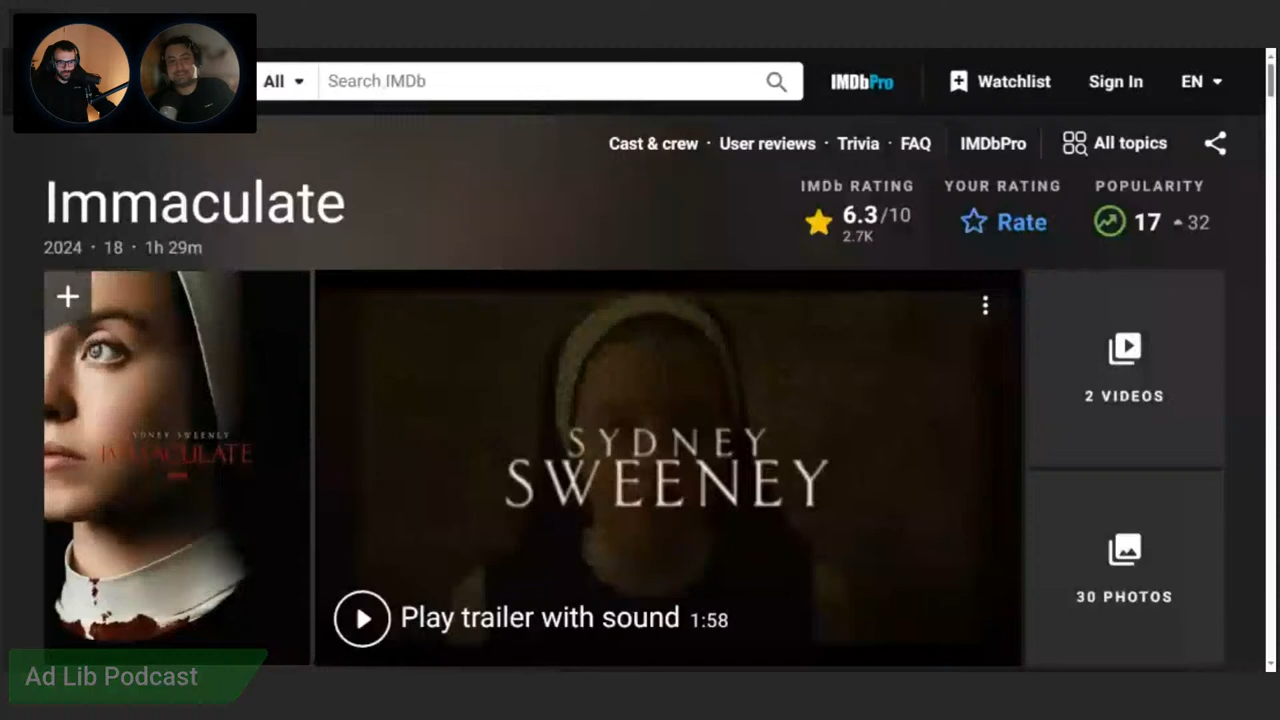 All
Search IMDb
IMDbPro
Watchlist
Sign In
EN
Cast & crew · User reviews · Trivia · FAQ
IMDbPro
All topics
Immaculate
2024 · 18 · 1h 29m
IMDb RATING
6.3/10
2.7K
YOUR RATING
Rate
POPULARITY
17
32
SYDNEY SWEENEY
IMMACULATE
SYDNEY
SWEENEY
Play trailer with sound 1:58
2 VIDEOS
30 PHOTOS
Ad Lib Podcast